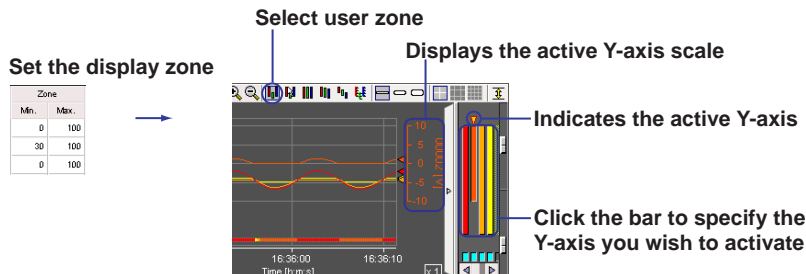 Select user zone
Displays the active Y-axis scale
Set the display zone
Zone
Min. Max.
0 100
30 100
0 100
Indicates the active Y-axis
10
5
0
-5
-10
00002 [V]
Click the bar to specify the
Y-axis you wish to activate
16:36:00 16:36:10
Time [h:m:s]
x 1